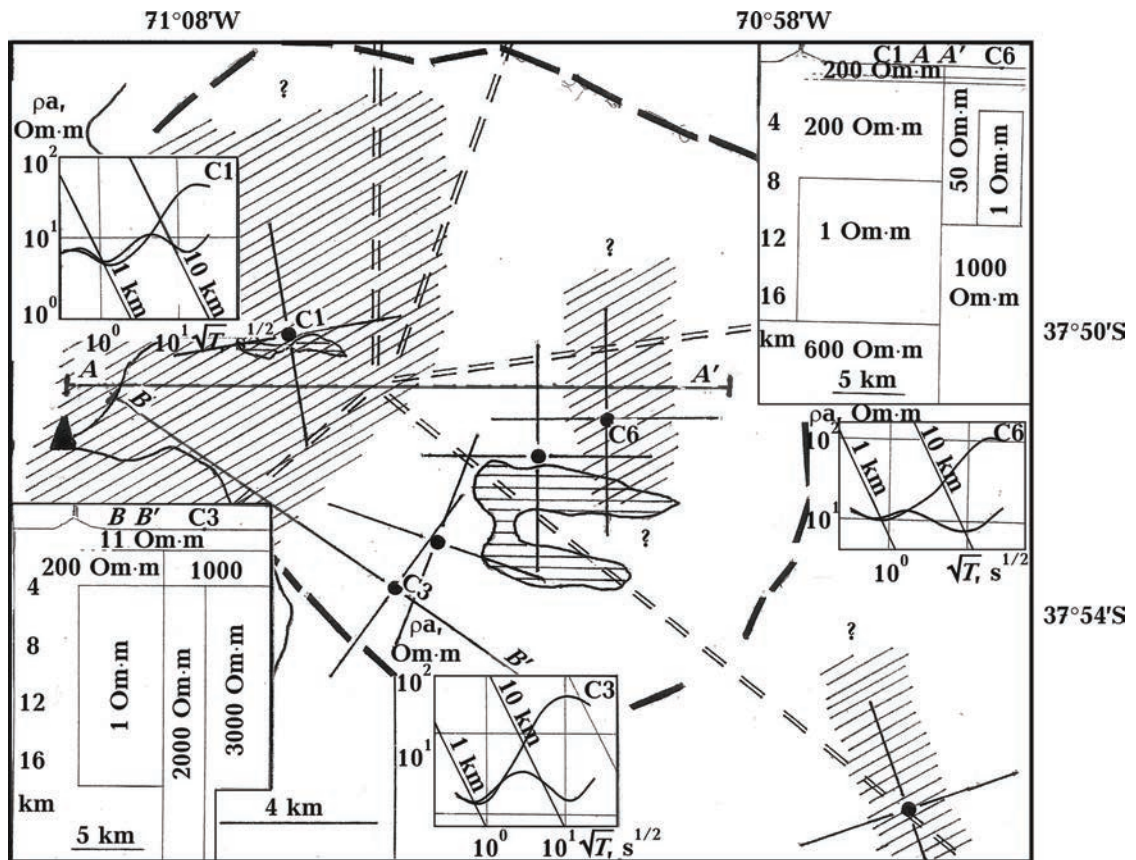 71°08′W 70°58′W
C1 A A′ C6
200 Om·m
?
ρa,
Om·m
4 200 Om·m
50 Om·m
1 Om·m
10² C1
8
10¹
1 Om·m
12
?
1 km
10 km
1000
Om·m
16
10⁰
C1
10⁰ 10¹ √T, s¹/²
37°50′S
km
600 Om·m
A A′
5 km
B
ρa, Om·m
C6
10² C6
1 km
10 km
B B′ C3
10¹
11 Om·m
?
200 Om·m 1000
10⁰ √T, s¹/²
4
C3
37°54′S
ρa,
Om·m
8
B′
?
1 Om·m
2000 Om·m
3000 Om·m
10² C3
12
10 km
10¹
1 km
16
km
4 km
5 km
10⁰ 10¹ √T, s¹/²